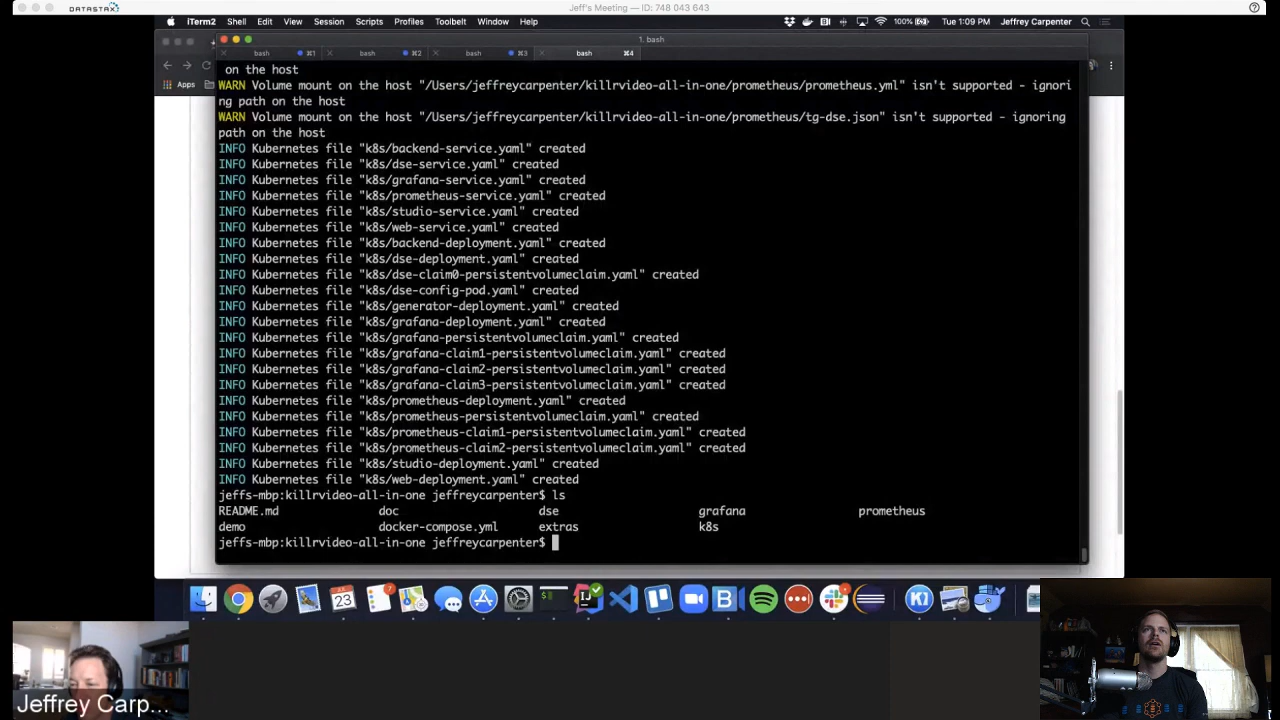 DATASTAX
Jeff's Meeting — ID: 748 043 643
iTerm2 Shell Edit View Session Scripts Profiles Toolbelt Window Help
100% Tue 1:09 PM Jeffrey Carpenter
1. bash
bash ⌘1 bash ⌘2 bash ⌘3 bash ⌘4
Apps
on the host
WARN Volume mount on the host "/Users/jeffreycarpenter/killrvideo-all-in-one/prometheus/prometheus.yml" isn't supported - ignori
ng path on the host
WARN Volume mount on the host "/Users/jeffreycarpenter/killrvideo-all-in-one/prometheus/tg-dse.json" isn't supported - ignoring
path on the host
INFO Kubernetes file "k8s/backend-service.yaml" created
INFO Kubernetes file "k8s/dse-service.yaml" created
INFO Kubernetes file "k8s/grafana-service.yaml" created
INFO Kubernetes file "k8s/prometheus-service.yaml" created
INFO Kubernetes file "k8s/studio-service.yaml" created
INFO Kubernetes file "k8s/web-service.yaml" created
INFO Kubernetes file "k8s/backend-deployment.yaml" created
INFO Kubernetes file "k8s/dse-deployment.yaml" created
INFO Kubernetes file "k8s/dse-claim0-persistentvolumeclaim.yaml" created
INFO Kubernetes file "k8s/dse-config-pod.yaml" created
INFO Kubernetes file "k8s/generator-deployment.yaml" created
INFO Kubernetes file "k8s/grafana-deployment.yaml" created
INFO Kubernetes file "k8s/grafana-persistentvolumeclaim.yaml" created
INFO Kubernetes file "k8s/grafana-claim1-persistentvolumeclaim.yaml" created
INFO Kubernetes file "k8s/grafana-claim2-persistentvolumeclaim.yaml" created
INFO Kubernetes file "k8s/grafana-claim3-persistentvolumeclaim.yaml" created
INFO Kubernetes file "k8s/prometheus-deployment.yaml" created
INFO Kubernetes file "k8s/prometheus-persistentvolumeclaim.yaml" created
INFO Kubernetes file "k8s/prometheus-claim1-persistentvolumeclaim.yaml" created
INFO Kubernetes file "k8s/prometheus-claim2-persistentvolumeclaim.yaml" created
INFO Kubernetes file "k8s/studio-deployment.yaml" created
INFO Kubernetes file "k8s/web-deployment.yaml" created
jeffs-mbp:killrvideo-all-in-one jeffreycarpenter$ ls
README.md doc dse grafana prometheus
demo docker-compose.yml extras k8s
jeffs-mbp:killrvideo-all-in-one jeffreycarpenter$
23
7
Jeffrey Carp...